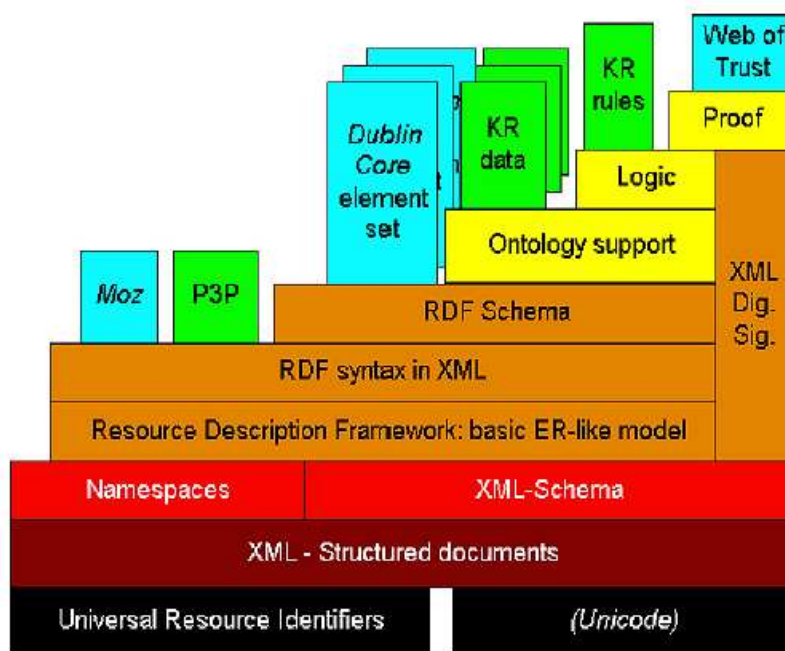 Web of
Trust
KR
rules
Proof
Dublin
Core
element
set
KR
data
Logic
Ontology support
XML
Dig.
Sig.
Moz
P3P
RDF Schema
RDF syntax in XML
Resource Description Framework: basic ER-like model
Namespaces
XML-Schema
XML - Structured documents
Universal Resource Identifiers
(Unicode)